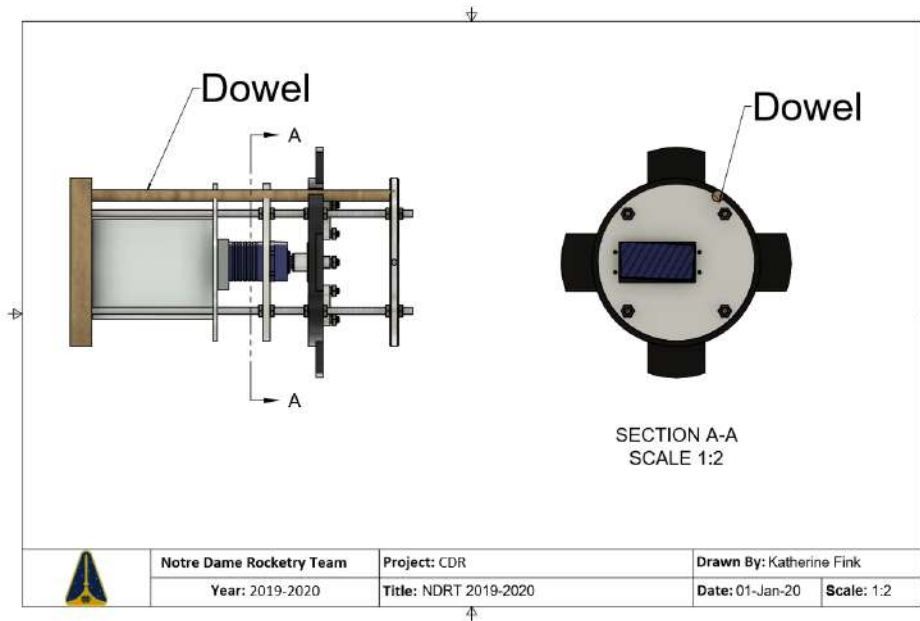 Dowel
A
A
Dowel
SECTION A-A
SCALE 1:2
Notre Dame Rocketry Team
Project: CDR
Drawn By: Katherine Fink
Year: 2019-2020
Title: NDRT 2019-2020
Date: 01-Jan-20
Scale: 1:2